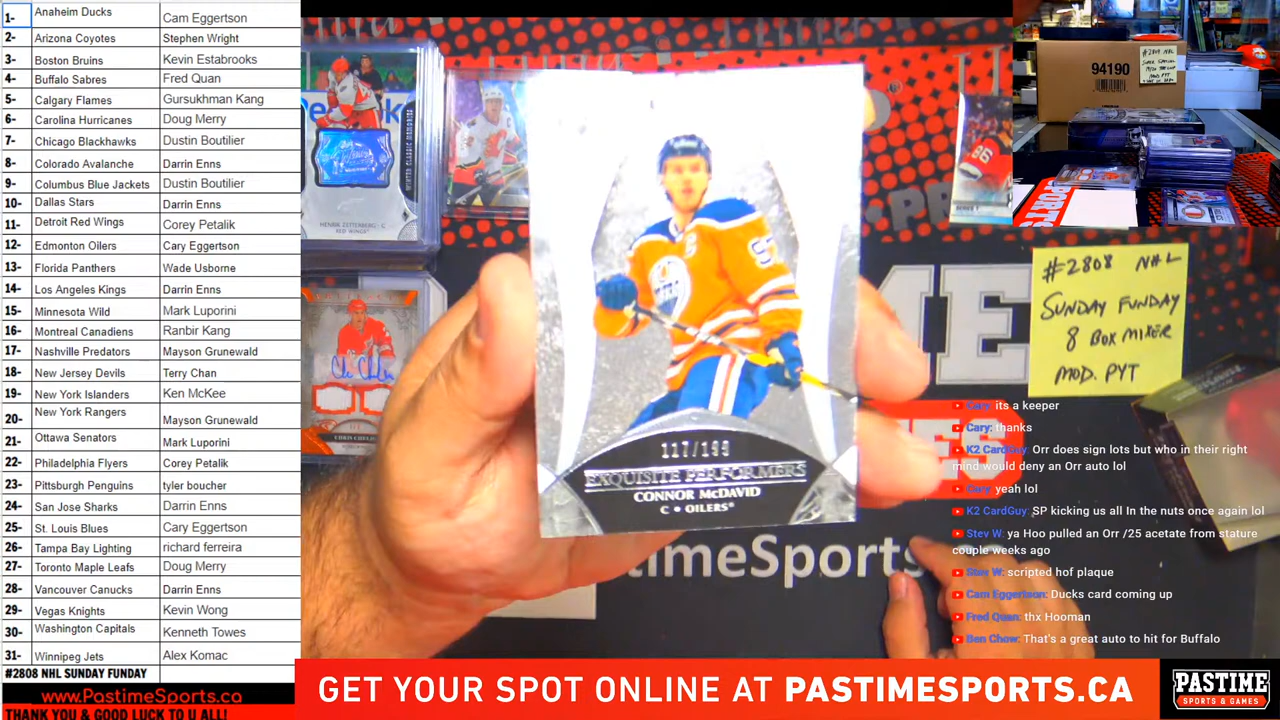 1- Anaheim Ducks Cam Eggertson
2- Arizona Coyotes Stephen Wright
3- Boston Bruins Kevin Estabrooks
4- Buffalo Sabres Fred Quan
5- Calgary Flames Gursukhman Kang
6- Carolina Hurricanes Doug Merry
7- Chicago Blackhawks Dustin Boutilier
8- Colorado Avalanche Darrin Enns
9- Columbus Blue Jackets Dustin Boutilier
10- Dallas Stars Darrin Enns
11- Detroit Red Wings Corey Petalik
12- Edmonton Oilers Cary Eggertson
13- Florida Panthers Wade Usborne
14- Los Angeles Kings Darrin Enns
15- Minnesota Wild Mark Luporini
16- Montreal Canadiens Ranbir Kang
17- Nashville Predators Mayson Grunewald
18- New Jersey Devils Terry Chan
19- New York Islanders Ken McKee
20- New York Rangers Mayson Grunewald
21- Ottawa Senators Mark Luporini
22- Philadelphia Flyers Corey Petalik
23- Pittsburgh Penguins tyler boucher
24- San Jose Sharks Darrin Enns
25- St. Louis Blues Cary Eggertson
26- Tampa Bay Lighting richard ferreira
27- Toronto Maple Leafs Doug Merry
28- Vancouver Canucks Darrin Enns
29- Vegas Knights Kevin Wong
30- Washington Capitals Kenneth Towes
31- Winnipeg Jets Alex Komac
#2808 NHL SUNDAY FUNDAY
www.PastimeSports.ca
THANK YOU & GOOD LUCK TO U ALL!
WINTER CLASSIC MEMORIES
HENRIK ZETTERBERG • C
RED WINGS
117/199
EXQUISITE PERFORMERS
CONNOR McDAVID
C • OILERS
94190
#2808 NHL
SUNDAY FUNDAY
8 BOX MIXER
MOD. PYT
Cary: its a keeper
Cary: thanks
K2 CardGuy: Orr does sign lots but who in their right
mind would deny an Orr auto lol
Cary: yeah lol
K2 CardGuy: SP kicking us all In the nuts once again lol
Stev W: ya Hoo pulled an Orr /25 acetate from stature
couple weeks ago
Stev W: scripted hof plaque
Cam Eggertson: Ducks card coming up
Fred Quan: thx Hooman
Ben Chow: That's a great auto to hit for Buffalo
timeSports
GET YOUR SPOT ONLINE AT PASTIMESPORTS.CA
PASTIME
SPORTS & GAMES